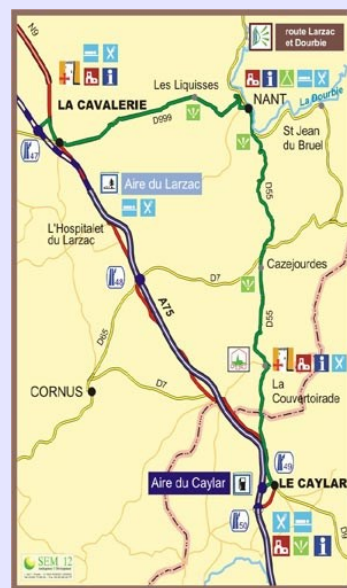 N9
route Larzac
et Dourbie
Les Liquisses
LA CAVALERIE
NANT
La Dourbie
D999
St Jean
du Bruel
47
Aire du Larzac
D55
L'Hospitalet
du Larzac
Cazejourdes
D7
48
A75
D65
D55
CORNUS
D7
La
Couvertoirade
49
Aire du Caylar
LE CAYLAR
50
D9
SEM 12